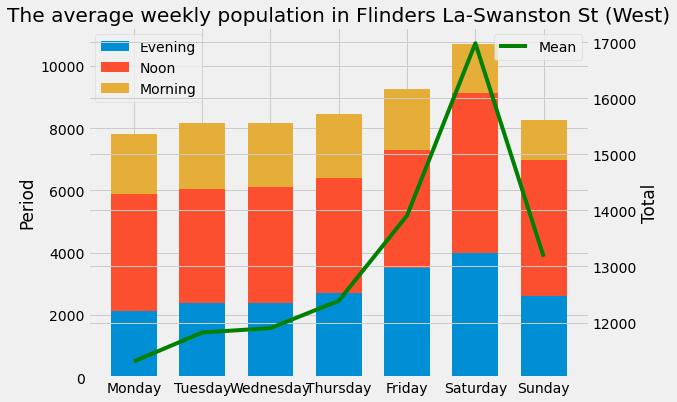 The average weekly population in Flinders La-Swanston St (West)
Evening
Noon
Morning
Mean
10000
8000
6000
4000
2000
0
Period
17000
16000
15000
14000
13000
12000
Total
Monday Tuesday Wednesday Thursday Friday Saturday Sunday